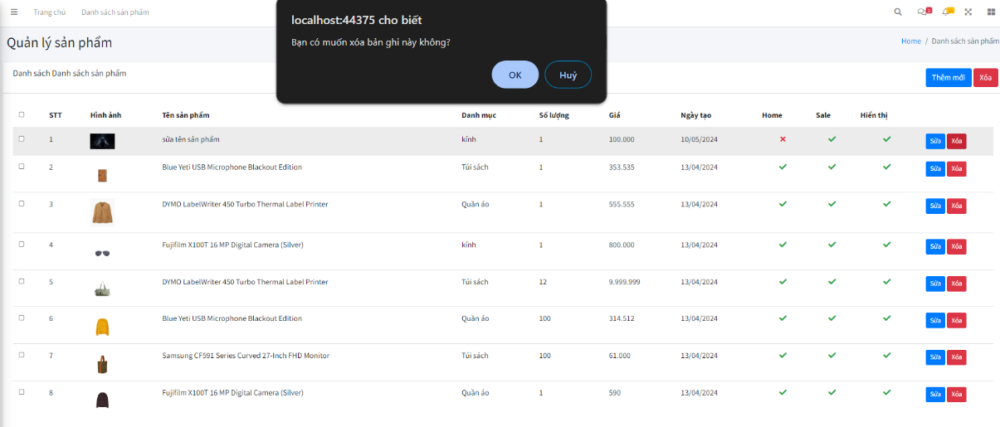 Trang chủ Danh sách sản phẩm
localhost:44375 cho biết
Bạn có muốn xóa bản ghi này không?
OK Huỷ
Quản lý sản phẩm
Home / Danh sách sản phẩm
Danh sách Danh sách sản phẩm
Thêm mới Xóa
STT Hình ảnh Tên sản phẩm Danh mục Số lượng Giá Ngày tạo Home Sale Hiển thị
1 sửa tên sản phẩm kính 1 100.000 10/05/2024 Sửa Xóa
2 Blue Yeti USB Microphone Blackout Edition Túi sách 1 353.535 13/04/2024 Sửa Xóa
3 DYMO LabelWriter 450 Turbo Thermal Label Printer Quần áo 1 555.555 13/04/2024 Sửa Xóa
4 Fujifilm X100T 16 MP Digital Camera (Silver) kính 1 800.000 13/04/2024 Sửa Xóa
5 DYMO LabelWriter 450 Turbo Thermal Label Printer Túi sách 12 9.999.999 13/04/2024 Sửa Xóa
6 Blue Yeti USB Microphone Blackout Edition Quần áo 100 314.512 13/04/2024 Sửa Xóa
7 Samsung CF591 Series Curved 27-Inch FHD Monitor Túi sách 100 61.000 13/04/2024 Sửa Xóa
8 Fujifilm X100T 16 MP Digital Camera (Silver) Quần áo 1 590 13/04/2024 Sửa Xóa